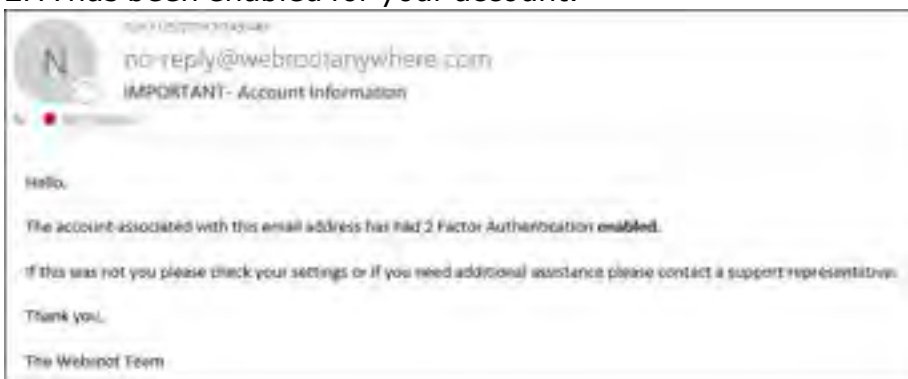 2FA has been enabled for your account.
N
no-reply@webrootanywhere.com
IMPORTANT- Account Information
Hello,
The account associated with this email address has had 2 Factor Authentication enabled.
If this was not you please check your settings or if you need additional assistance please contact a support representative.
Thank you,
The Webroot Team